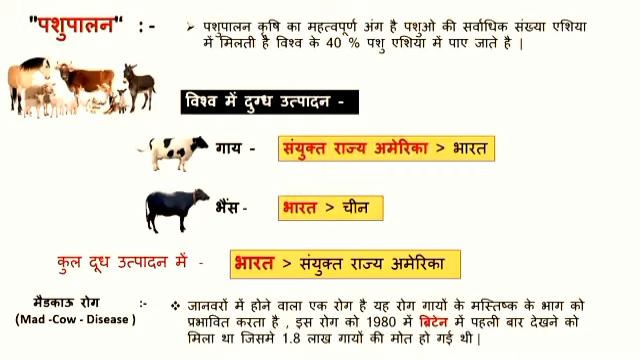 "पशुपालन" : -
➢ पशुपालन कृषि का महत्वपूर्ण अंग है पशुओ की सर्वाधिक संख्या एशिया
में मिलती है विश्व के 40 % पशु एशिया में पाए जाते है |
विश्व में दुग्ध उत्पादन -
गाय - संयुक्त राज्य अमेरिका > भारत
भैंस - भारत > चीन
कुल दूध उत्पादन में - भारत > संयुक्त राज्य अमेरिका
मैडकाऊ रोग :- ❖ जानवरों में होने वाला एक रोग है यह रोग गायों के मस्तिष्क के भाग को
(Mad -Cow - Disease ) प्रभावित करता है , इस रोग को 1980 में ब्रिटेन में पहली बार देखने को
मिला था जिसमे 1.8 लाख गायों की मोत हो गई थी |